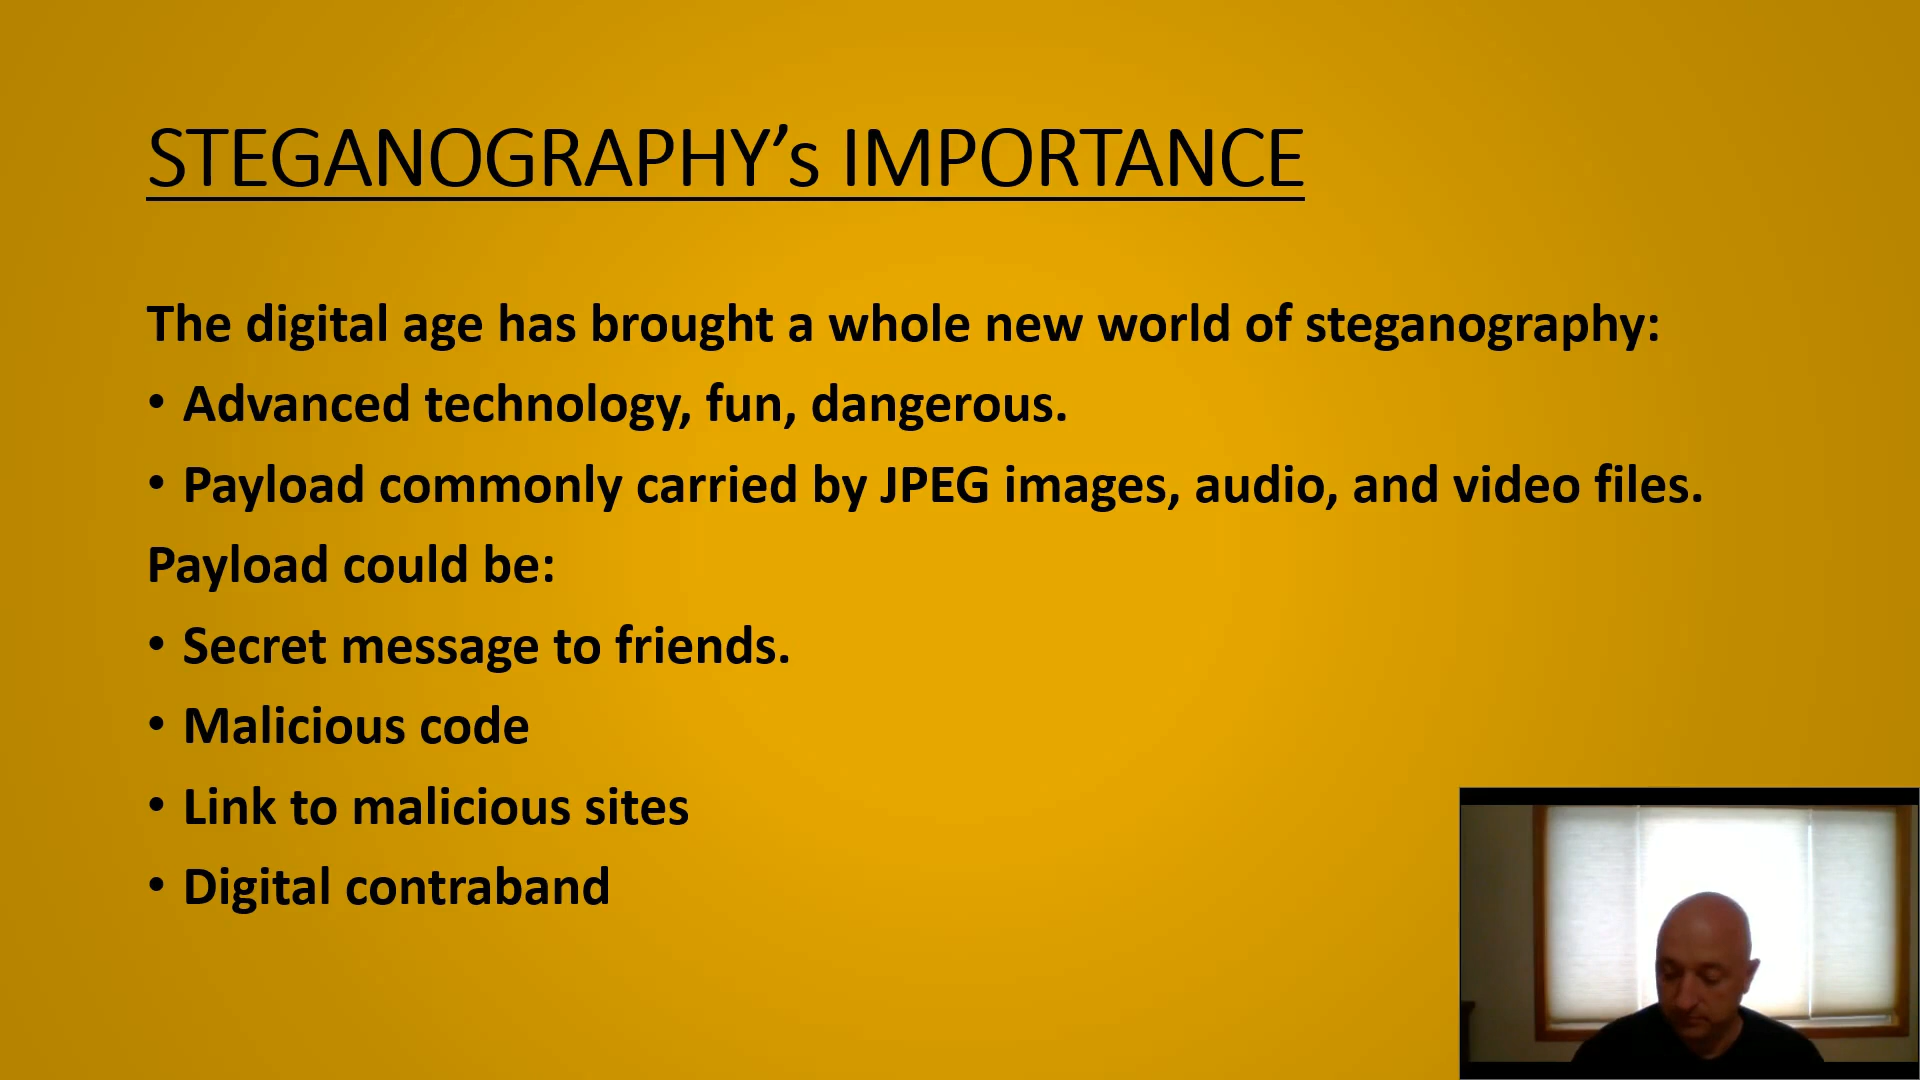 STEGANOGRAPHY’s IMPORTANCE
The digital age has brought a whole new world of steganography:
• Advanced technology, fun, dangerous.
• Payload commonly carried by JPEG images, audio, and video files.
Payload could be:
• Secret message to friends.
• Malicious code
• Link to malicious sites
• Digital contraband